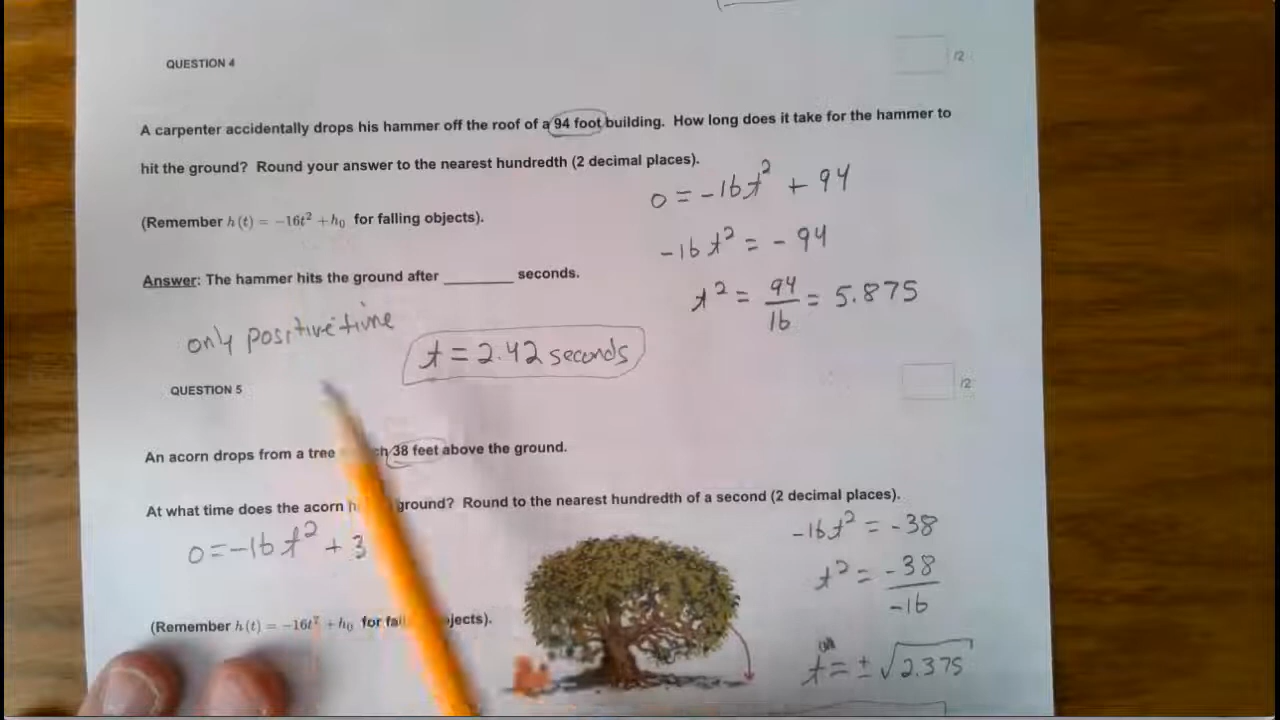 QUESTION 4
/2
A carpenter accidentally drops his hammer off the roof of a 94 foot building. How long does it take for the hammer to
hit the ground? Round your answer to the nearest hundredth (2 decimal places).
0 = -16t² + 94
(Remember h(t) = -16t² + h₀ for falling objects).
-16t² = - 94
Answer: The hammer hits the ground after ______ seconds.
t² = 94/16 = 5.875
only positive time
t = 2.42 seconds
QUESTION 5
/2
An acorn drops from a tree 38 feet above the ground.
At what time does the acorn ground? Round to the nearest hundredth of a second (2 decimal places).
-16t² = -38
0 = -16t² + 3
t² = -38/-16
(Remember h(t) = -16t² + h₀ for
t = ± √2.375